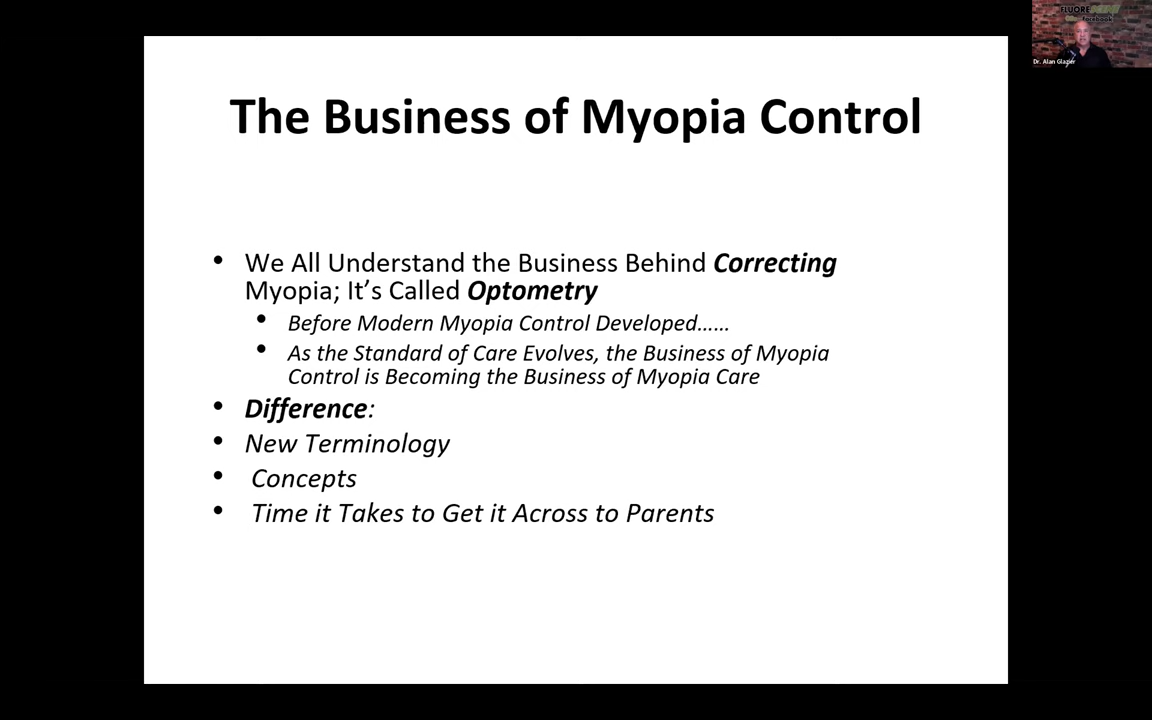 FLUORESCENT
Facebook
Dr. Alan Glazier
The Business of Myopia Control
• We All Understand the Business Behind Correcting
Myopia; It’s Called Optometry
• Before Modern Myopia Control Developed……
• As the Standard of Care Evolves, the Business of Myopia
Control is Becoming the Business of Myopia Care
• Difference:
• New Terminology
• Concepts
• Time it Takes to Get it Across to Parents